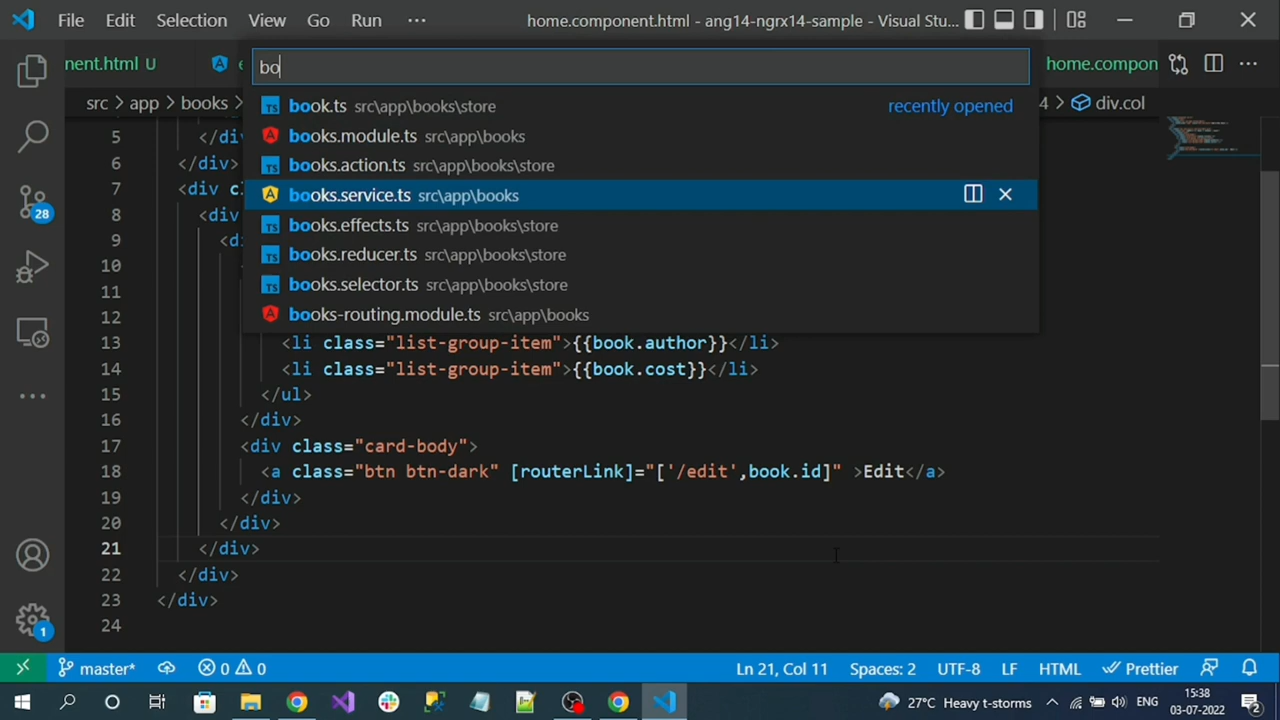 File Edit Selection View Go Run ··· home.component.html - ang14-ngrx14-sample - Visual Stu...
nent.html U
home.compon
bo
src > app > books >
4 > div.col
book.ts src\app\books\store recently opened
books.module.ts src\app\books
books.action.ts src\app\books\store
books.service.ts src\app\books
books.effects.ts src\app\books\store
books.reducer.ts src\app\books\store
books.selector.ts src\app\books\store
books-routing.module.ts src\app\books
5 </div>
6 </div>
7 <div cl
8 <div
9 <di
10
11
12
13 <li class="list-group-item">{{book.author}}</li>
14 <li class="list-group-item">{{book.cost}}</li>
15 </ul>
16 </div>
17 <div class="card-body">
18 <a class="btn btn-dark" [routerLink]="['/edit',book.id]" >Edit</a>
19 </div>
20 </div>
21 </div>
22 </div>
23 </div>
24
28
1
master* 0 0 Ln 21, Col 11 Spaces: 2 UTF-8 LF HTML Prettier
27°C Heavy t-storms ENG 15:38
03-07-2022
2